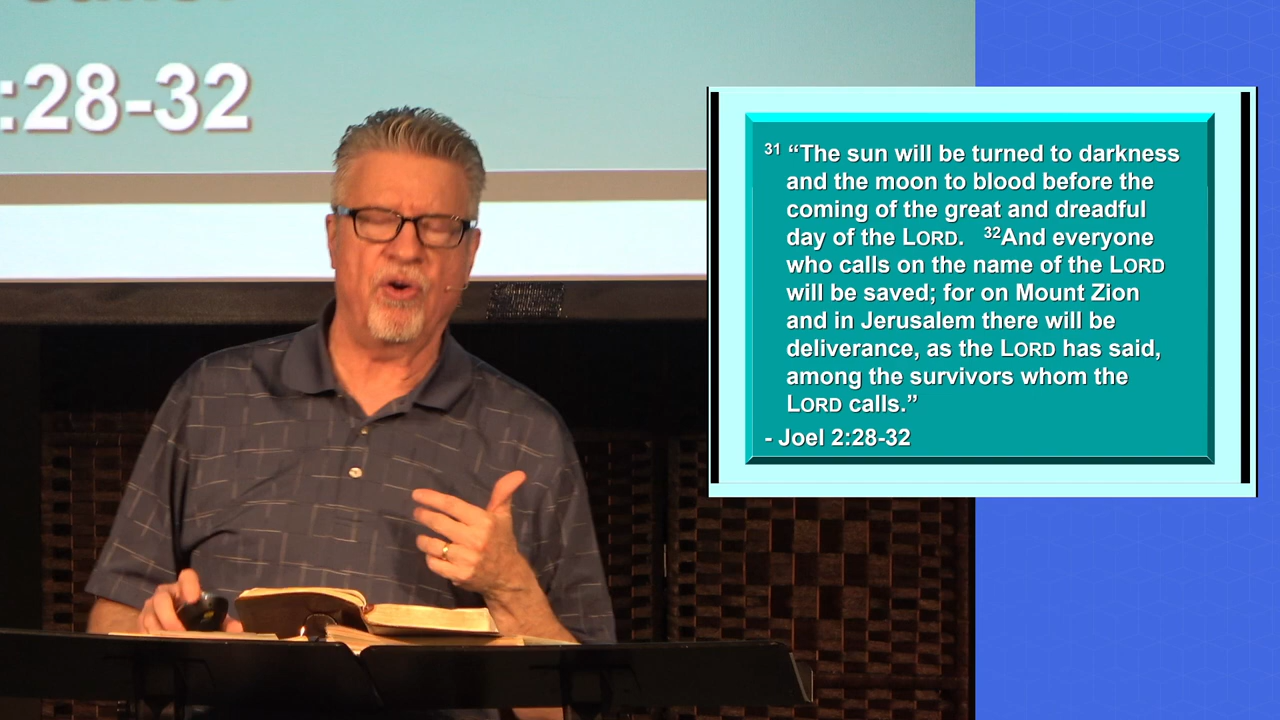 :28-32
31 “The sun will be turned to darkness
and the moon to blood before the
coming of the great and dreadful
day of the LORD. 32And everyone
who calls on the name of the LORD
will be saved; for on Mount Zion
and in Jerusalem there will be
deliverance, as the LORD has said,
among the survivors whom the
LORD calls.”
- Joel 2:28-32